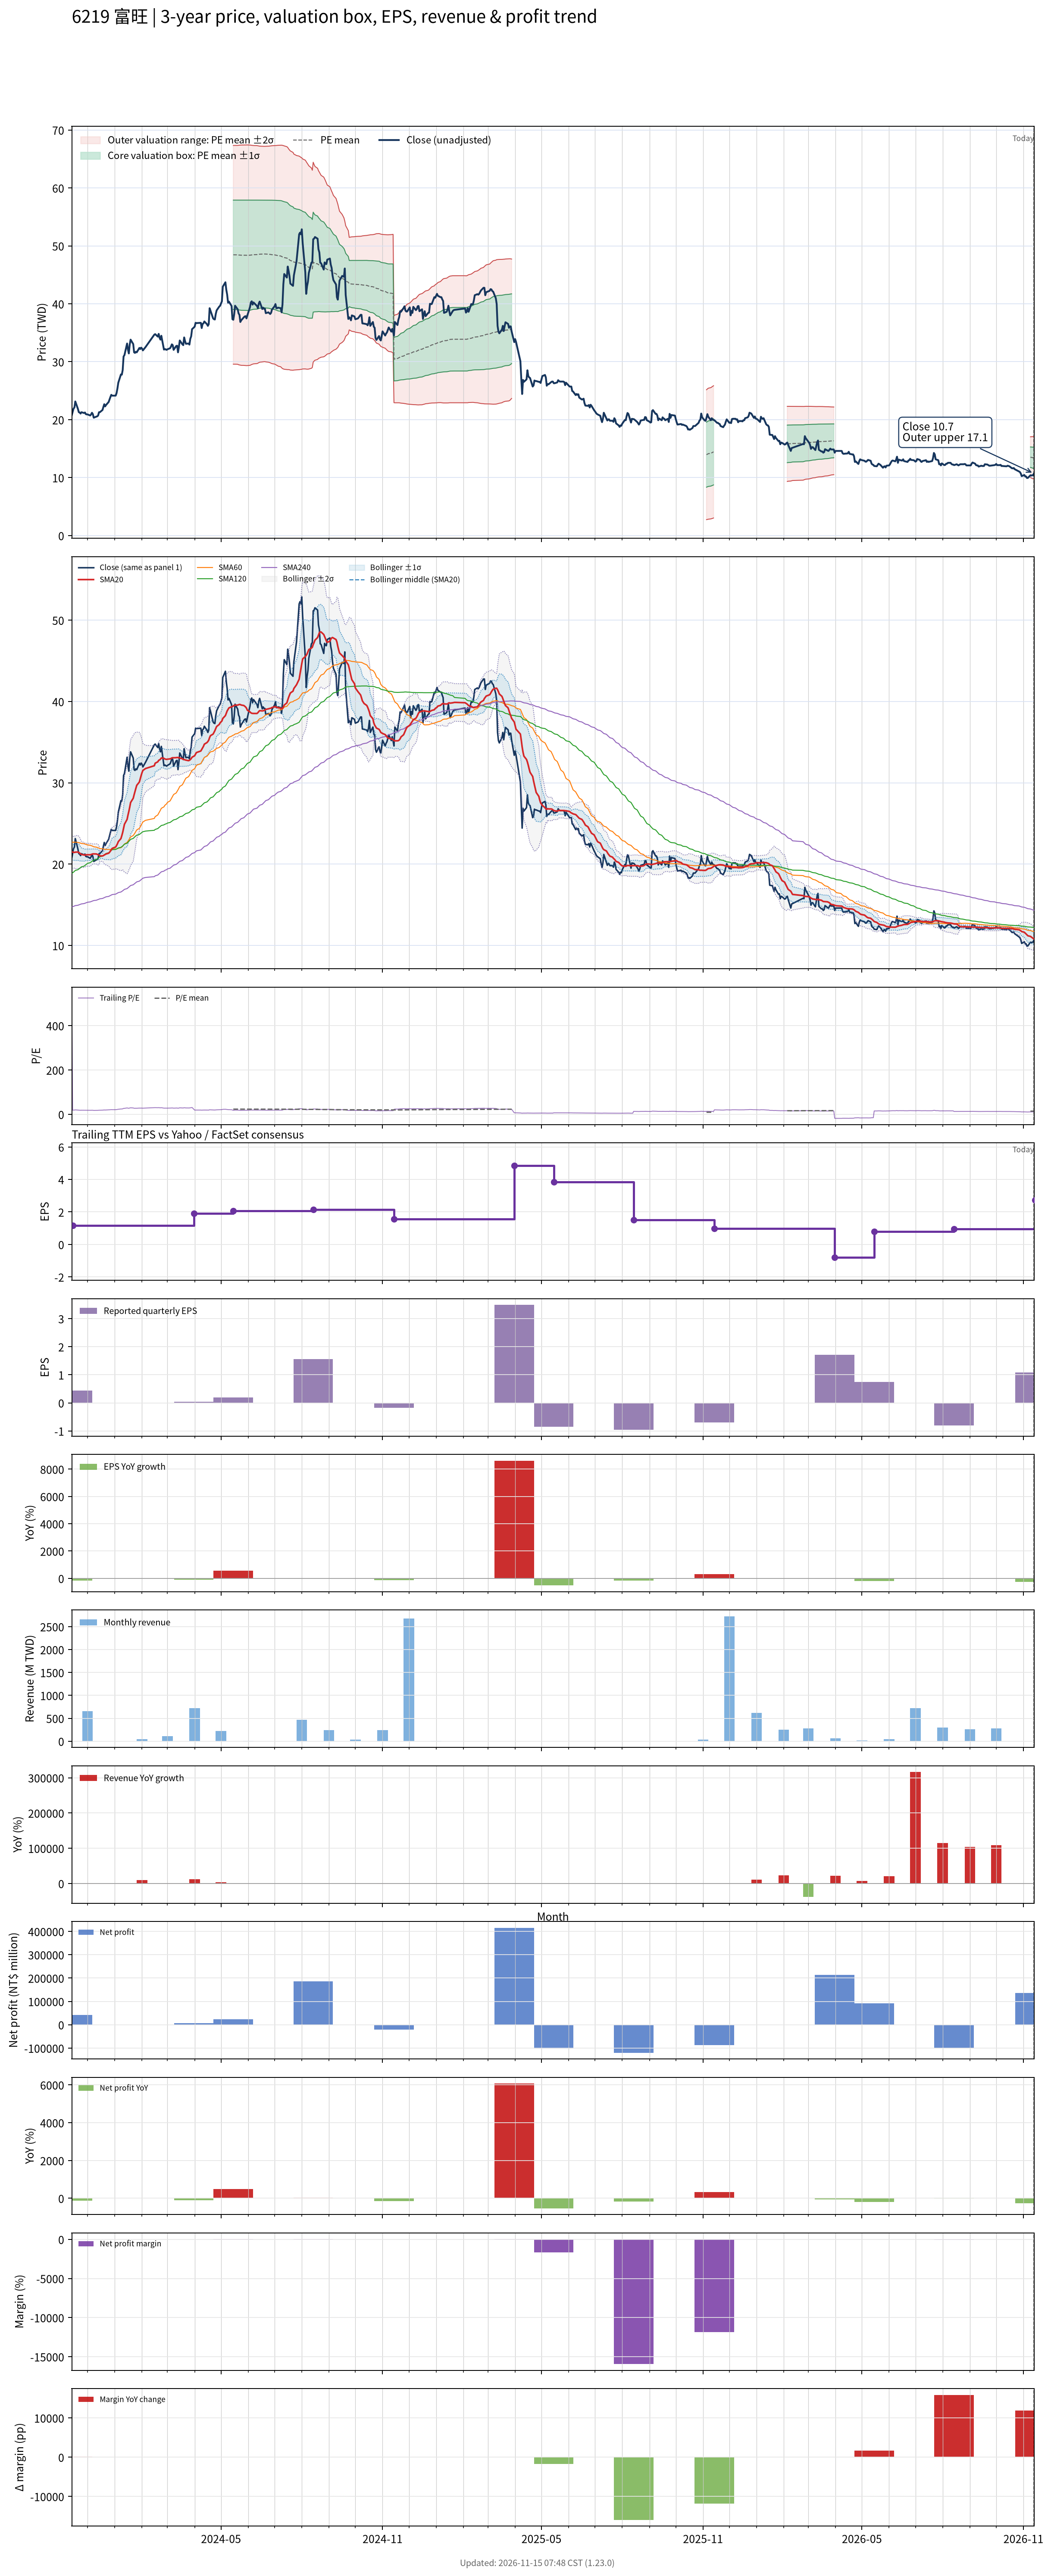 6219 富旺 | 3-year price, valuation box, EPS, revenue & profit trend
Outer valuation range: PE mean ±2σ
PE mean
Close (unadjusted)
Core valuation box: PE mean ±1σ
Today
Price (TWD)
70
60
50
40
30
20
10
0
Close 10.7
Outer upper 17.1
Close (same as panel 1)
SMA20
SMA60
SMA120
SMA240
Bollinger ±2σ
Bollinger ±1σ
Bollinger middle (SMA20)
Price
50
40
30
20
10
Trailing P/E
P/E mean
P/E
400
200
0
Trailing TTM EPS vs Yahoo / FactSet consensus
Today
EPS
6
4
2
0
-2
Reported quarterly EPS
EPS
3
2
1
0
-1
EPS YoY growth
YoY (%)
8000
6000
4000
2000
0
Monthly revenue
Revenue (M TWD)
2500
2000
1500
1000
500
0
Revenue YoY growth
YoY (%)
300000
200000
100000
0
Month
Net profit
Net profit (NT$ million)
400000
300000
200000
100000
0
-100000
Net profit YoY
YoY (%)
6000
4000
2000
0
Net profit margin
Margin (%)
0
-5000
-10000
-15000
Margin YoY change
Δ margin (pp)
10000
0
-10000
2024-05
2024-11
2025-05
2025-11
2026-05
2026-11
Updated: 2026-11-15 07:48 CST (1.23.0)